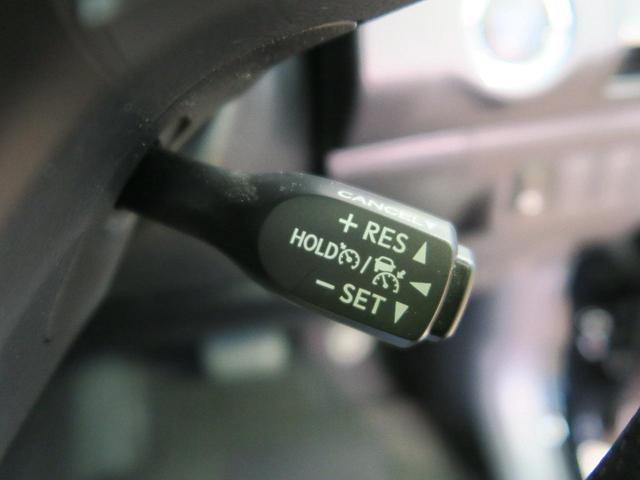 CANCEL
+ RES
HOLD /
− SET